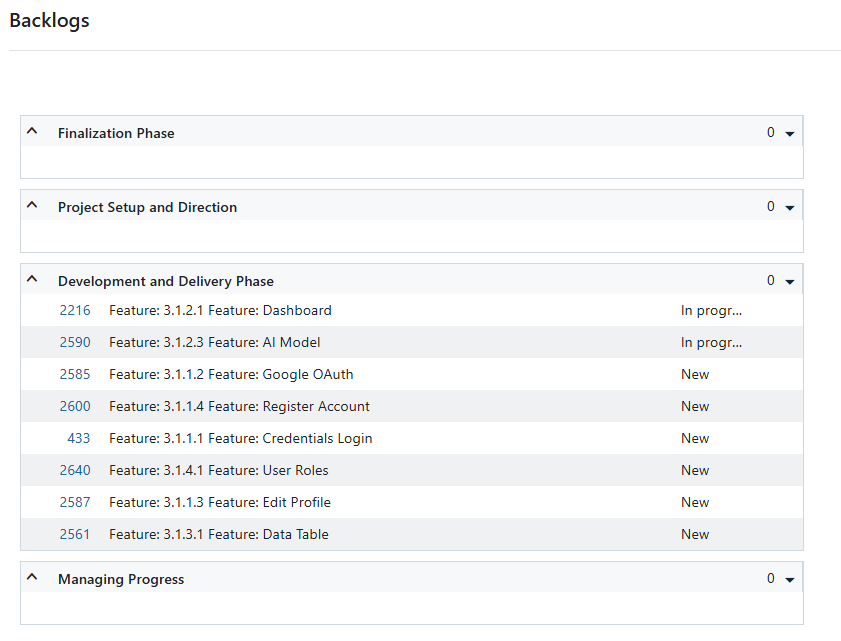 Backlogs
Finalization Phase 0
Project Setup and Direction 0
Development and Delivery Phase 0
2216 Feature: 3.1.2.1 Feature: Dashboard In progr...
2590 Feature: 3.1.2.3 Feature: AI Model In progr...
2585 Feature: 3.1.1.2 Feature: Google OAuth New
2600 Feature: 3.1.1.4 Feature: Register Account New
433 Feature: 3.1.1.1 Feature: Credentials Login New
2640 Feature: 3.1.4.1 Feature: User Roles New
2587 Feature: 3.1.1.3 Feature: Edit Profile New
2561 Feature: 3.1.3.1 Feature: Data Table New
Managing Progress 0